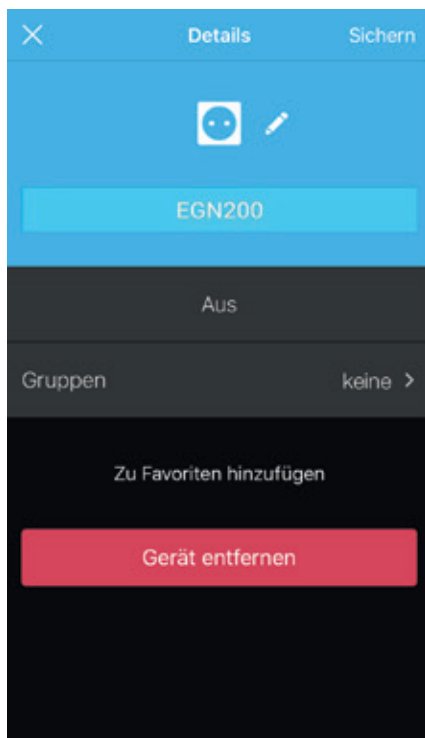 Details
Sichern
EGN200
Aus
Gruppen
keine
Zu Favoriten hinzufügen
Gerät entfernen